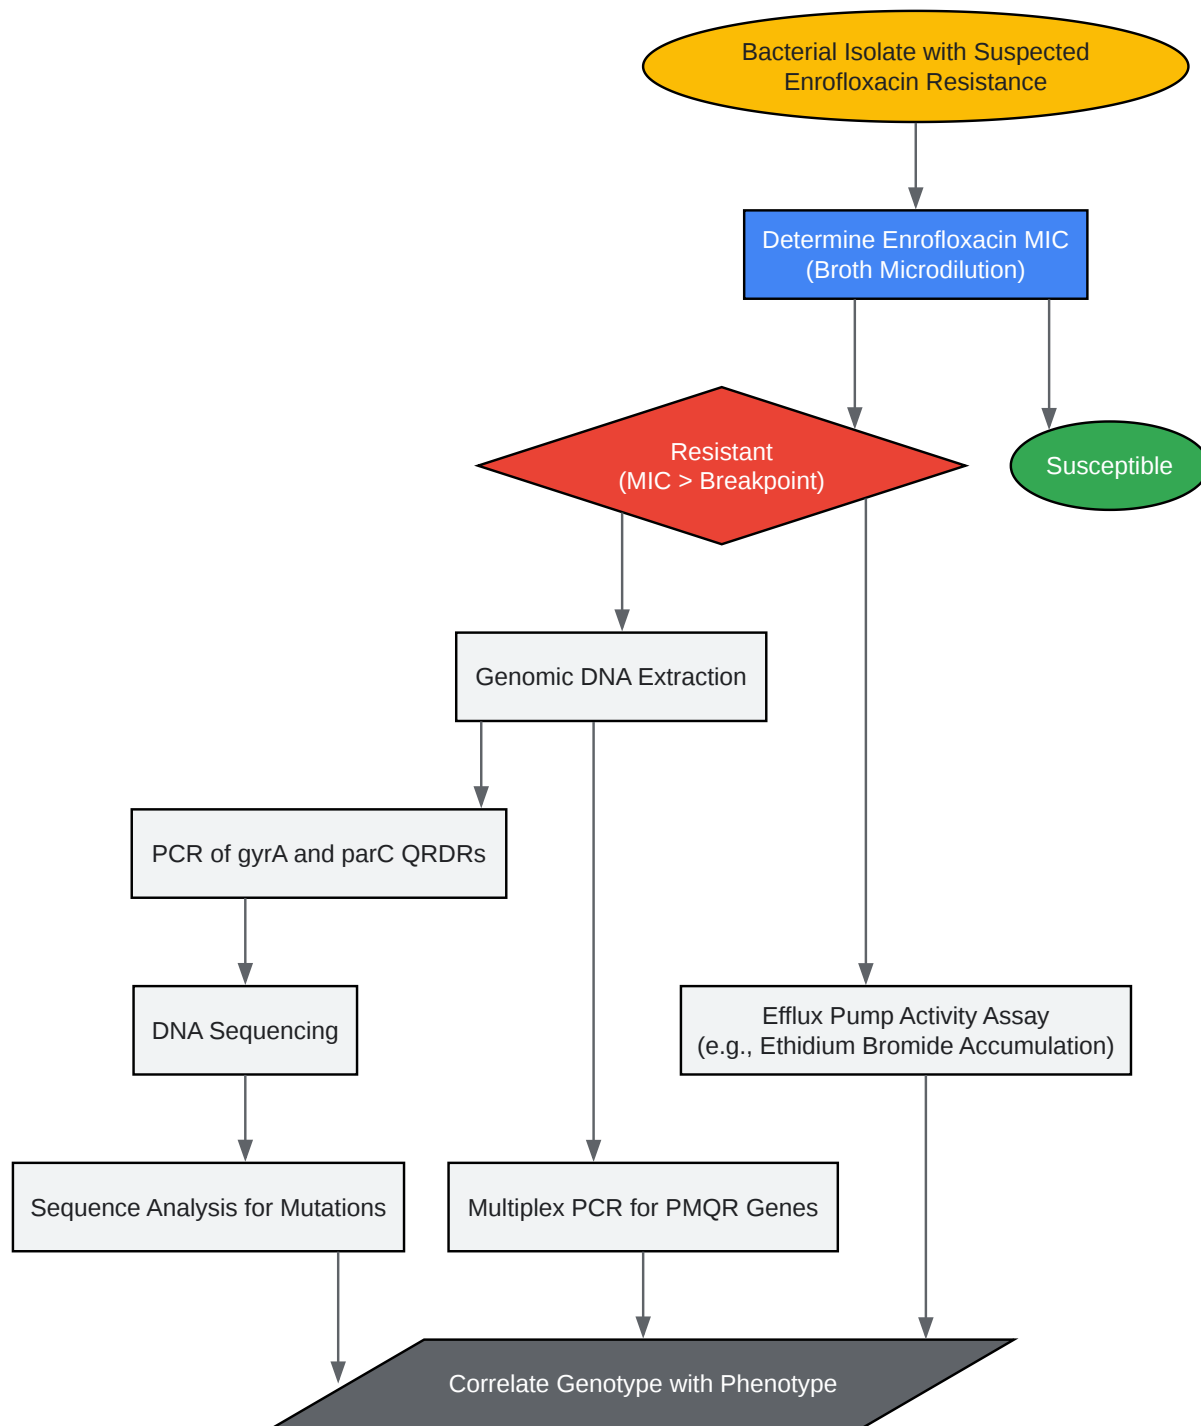 Bacterial Isolate with Suspected
Enrofloxacin Resistance
Determine Enrofloxacin MIC
(Broth Microdilution)
Resistant
(MIC > Breakpoint)
Susceptible
Genomic DNA Extraction
PCR of gyrA and parC QRDRs
DNA Sequencing
Efflux Pump Activity Assay
(e.g., Ethidium Bromide Accumulation)
Sequence Analysis for Mutations
Multiplex PCR for PMQR Genes
Correlate Genotype with Phenotype